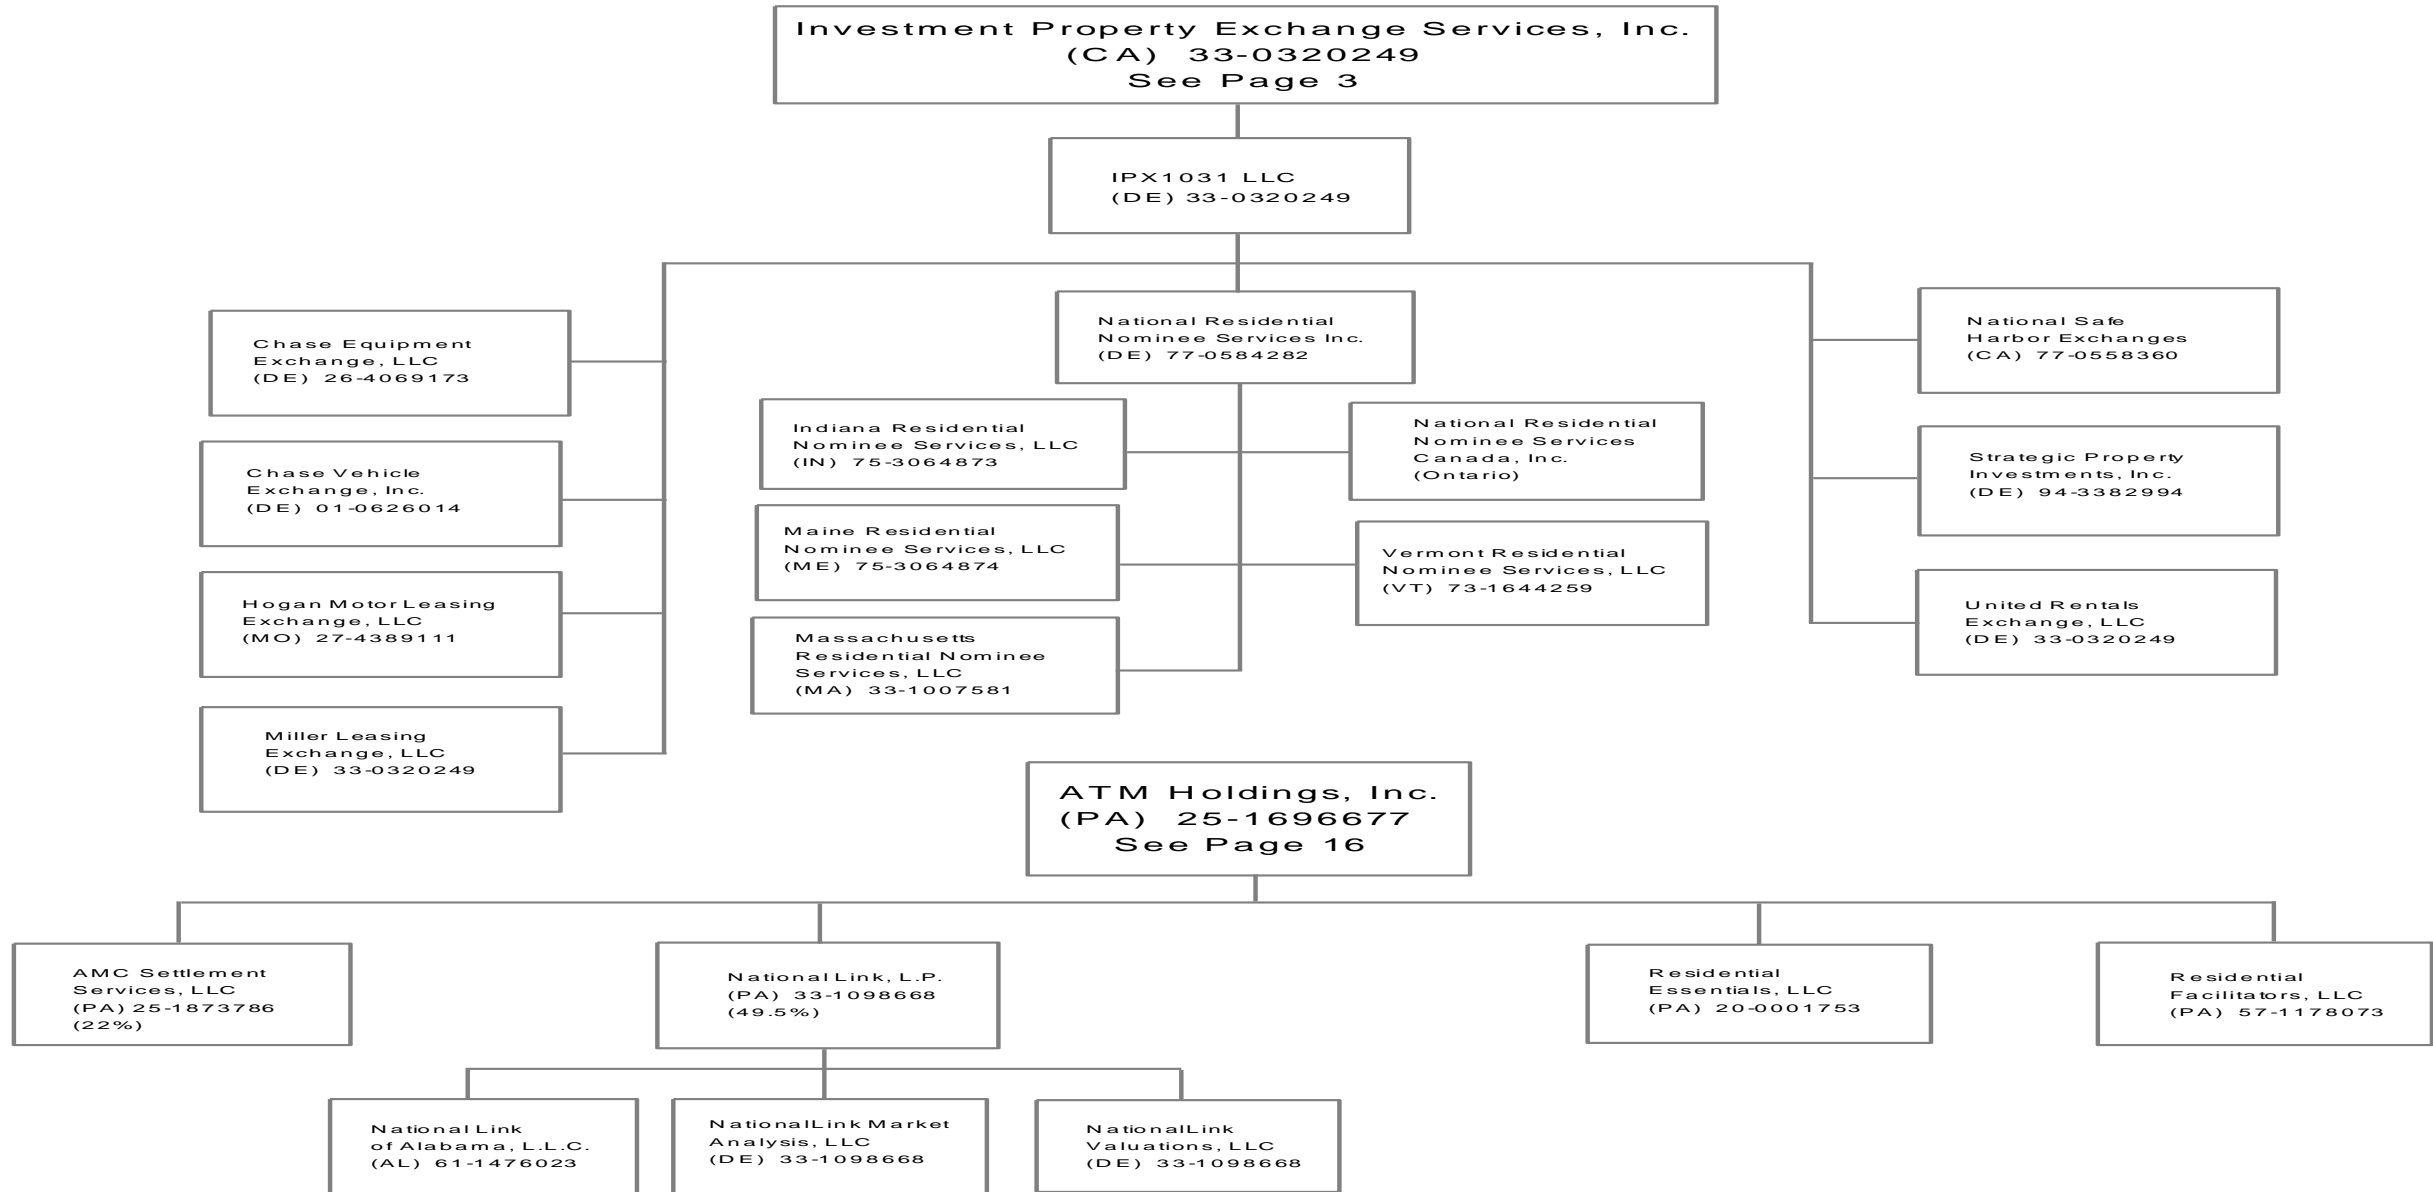 Investment Property Exchange Services, Inc.
(CA) 33-0320249
See Page 3
IPX1031 LLC
(DE) 33-0320249
Chase Equipment
Exchange, LLC
(DE) 26-4069173
Chase Vehicle
Exchange, Inc.
(DE) 01-0626014
Hogan Motor Leasing
Exchange, LLC
(MO) 27-4389111
Miller Leasing
Exchange, LLC
(DE) 33-0320249
National Residential
Nominee Services Inc.
(DE) 77-0584282
Indiana Residential
Nominee Services, LLC
(IN) 75-3064873
Maine Residential
Nominee Services, LLC
(ME) 75-3064874
Massachusetts
Residential Nominee
Services, LLC
(MA) 33-1007581
National Residential
Nominee Services
Canada, Inc.
(Ontario)
Vermont Residential
Nominee Services, LLC
(VT) 73-1644259
National Safe
Harbor Exchanges
(CA) 77-0558360
Strategic Property
Investments, Inc.
(DE) 94-3382994
United Rentals
Exchange, LLC
(DE) 33-0320249
ATM Holdings, Inc.
(PA) 25-1696677
See Page 16
AMC Settlement
Services, LLC
(PA) 25-1873786
(22%)
National Link, L.P.
(PA) 33-1098668
(49.5%)
Residential
Essentials, LLC
(PA) 20-0001753
Residential
Facilitators, LLC
(PA) 57-1178073
National Link
of Alabama, L.L.C.
(AL) 61-1476023
NationalLink Market
Analysis, LLC
(DE) 33-1098668
NationalLink
Valuations, LLC
(DE) 33-1098668